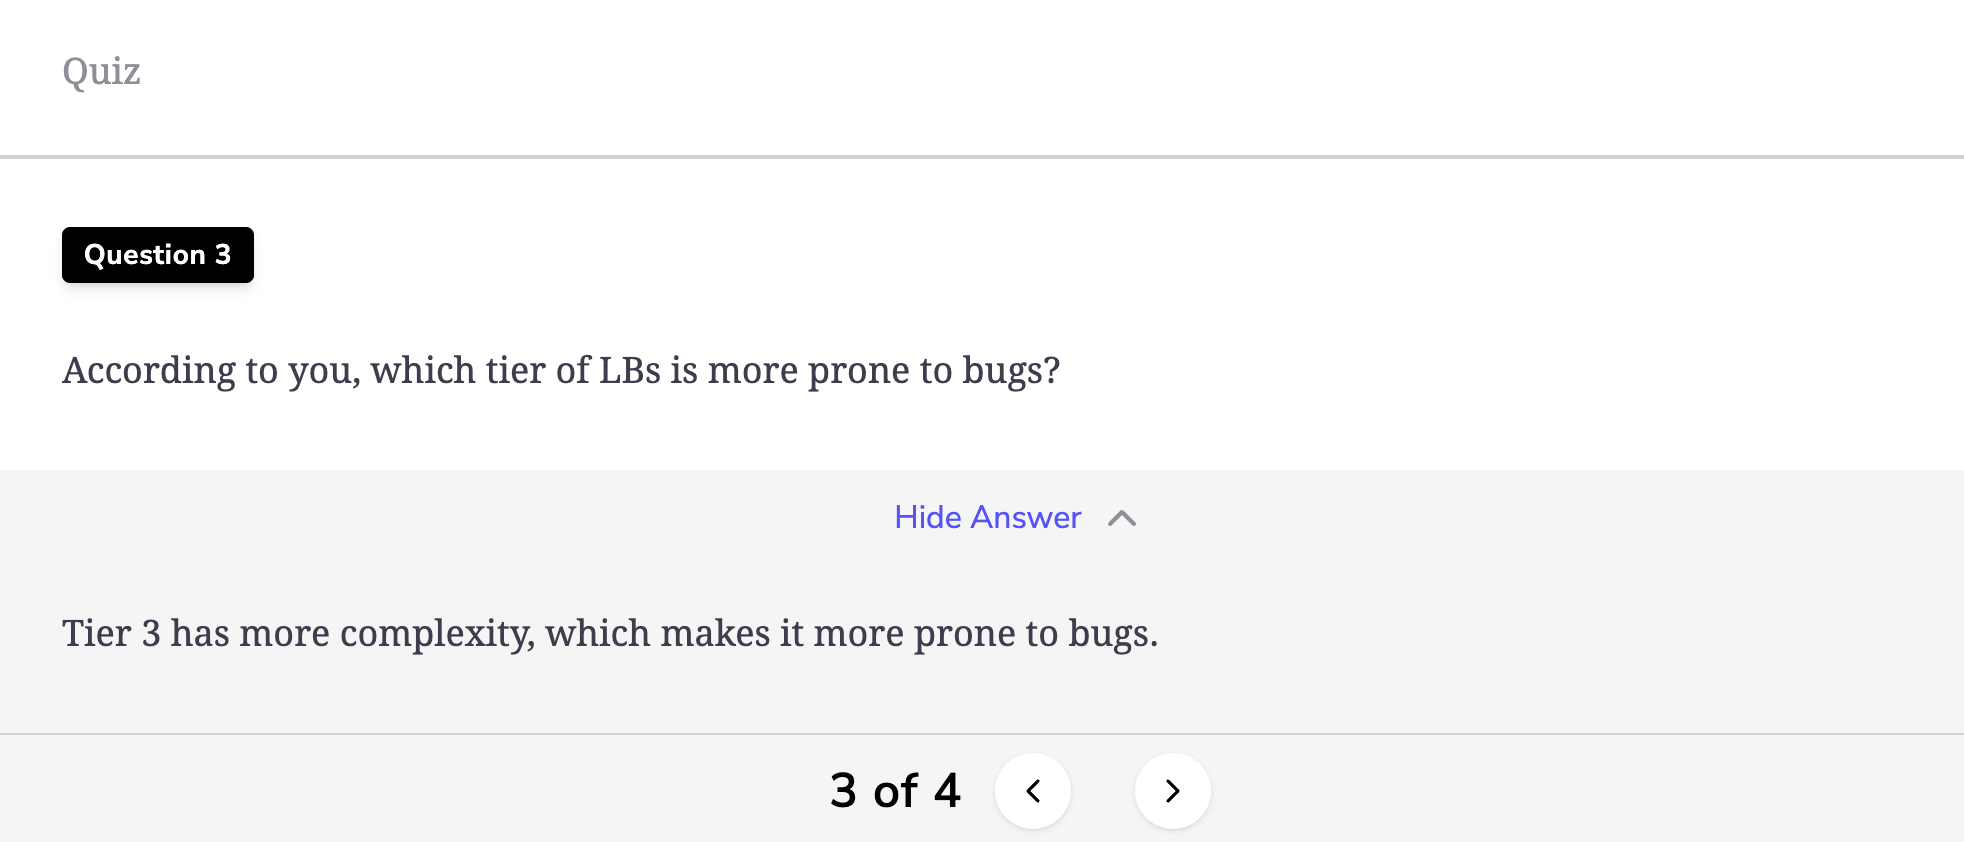 Quiz
Question 3
According to you, which tier of LBs is more prone to bugs?
Hide Answer
Tier 3 has more complexity, which makes it more prone to bugs.
3 of 4